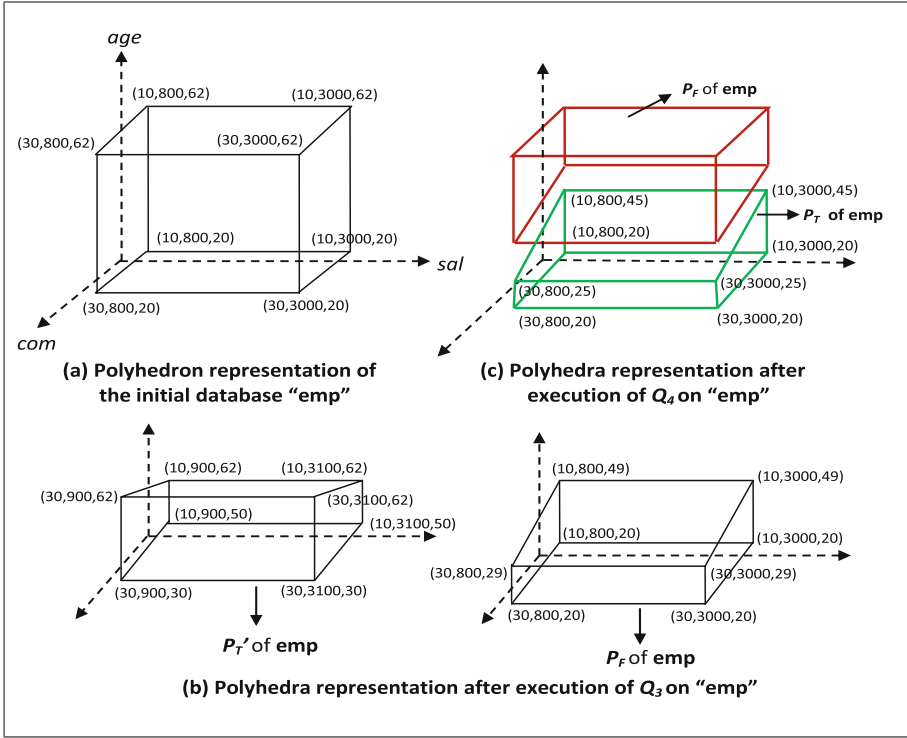 age
(10,800,62)
(10,3000,62)
(30,800,62)
(30,3000,62)
(10,800,20)
(10,3000,20)
sal
(30,800,20)
(30,3000,20)
com
(a) Polyhedron representation of
the initial database “emp”
P_F of emp
(10,800,45)
(10,3000,45)
P_T of emp
(10,800,20)
(10,3000,20)
(30,800,25)
(30,3000,25)
(30,800,20)
(30,3000,20)
(c) Polyhedra representation after
execution of Q_4 on “emp”
(10,900,62)
(10,3100,62)
(30,900,62)
(30,3100,62)
(10,900,50)
(10,3100,50)
(30,900,30)
(30,3100,30)
P_T’ of emp
(10,800,49)
(10,3000,49)
(10,800,20)
(10,3000,20)
(30,800,29)
(30,3000,29)
(30,800,20)
(30,3000,20)
P_F of emp
(b) Polyhedra representation after execution of Q_3 on “emp”